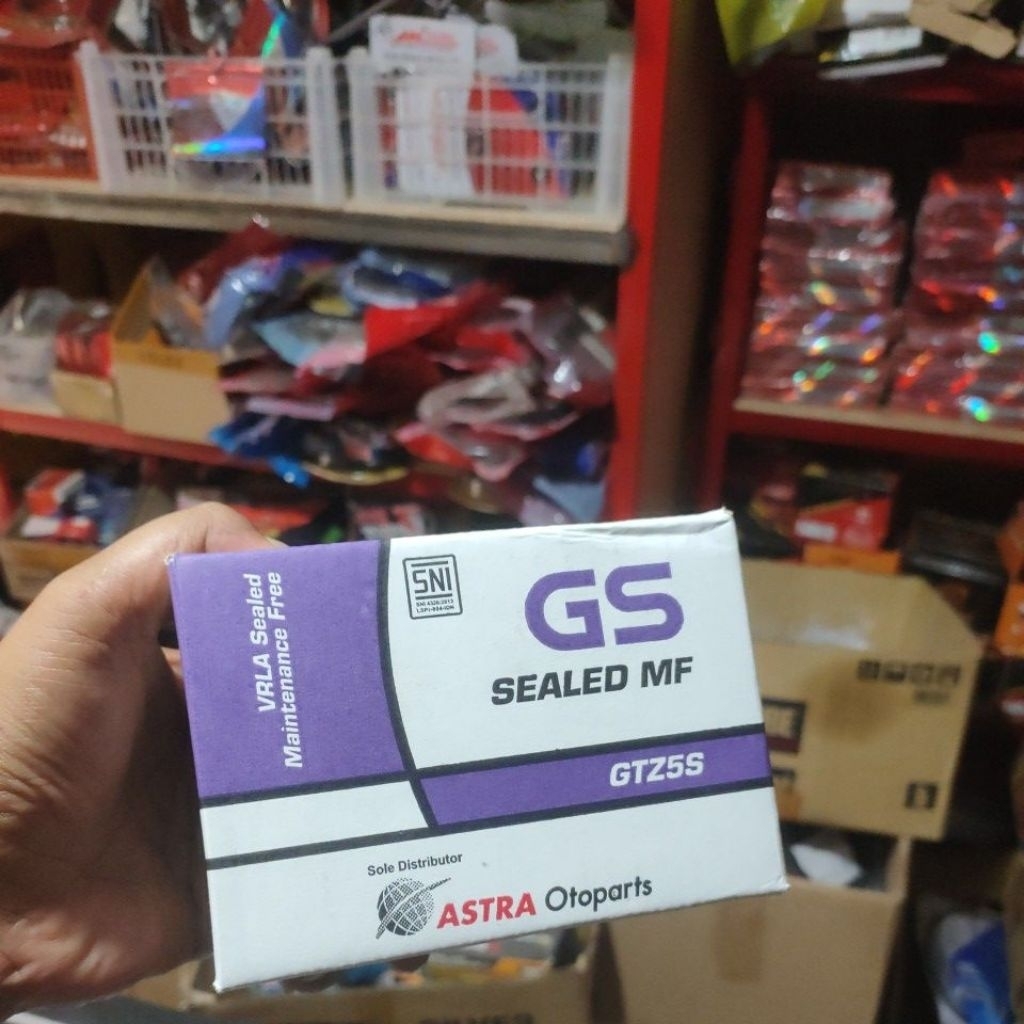 VRLA Sealed
Maintenance Free
SNI
GS
SEALED MF
GTZ5S
Sole Distributor
ASTRA Otoparts